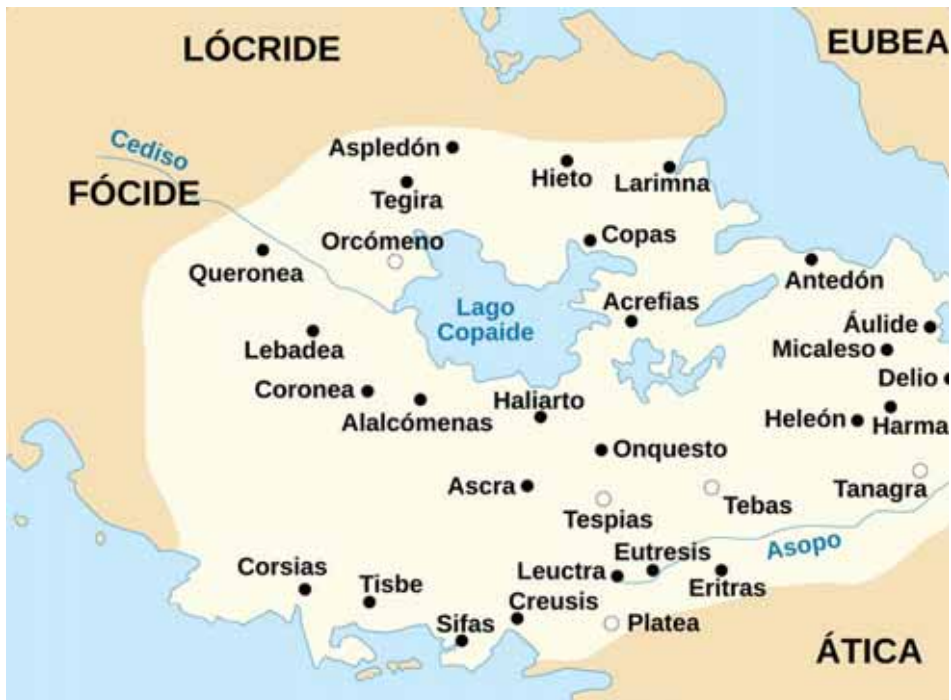 LÓCRIDE
EUBEA
Cediso
FÓCIDE
Aspledón
Hieto
Larimna
Tegira
Orcómeno
Copas
Queronea
Antedón
Lago
Copaide
Acrefias
Áulide
Lebadea
Micaleso
Delio
Coronea
Alalcómenas
Haliarto
Heleón
Harma
Onquesto
Ascra
Tespias
Tebas
Tanagra
Asopo
Eutresis
Leuctra
Eritras
Corsias
Tisbe
Creusis
Sifas
Platea
ÁTICA